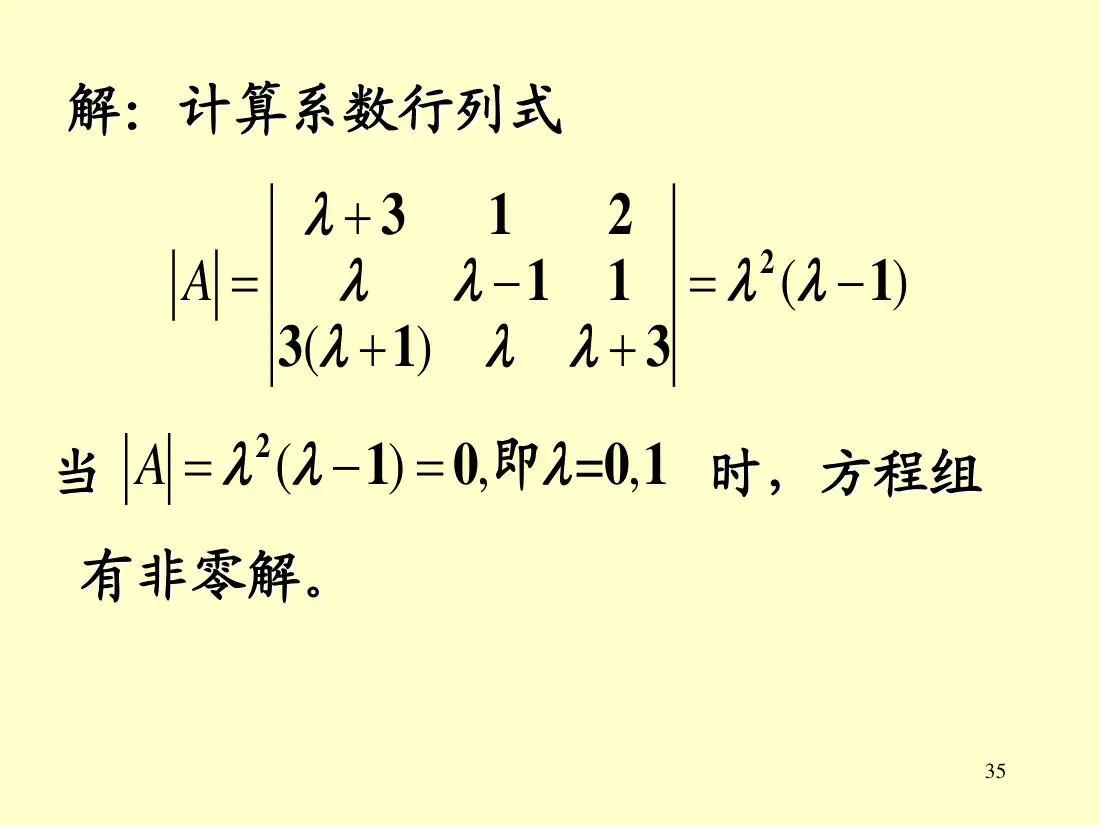 解：计算系数行列式
λ+3 1 2
|A|= λ λ−1 1 =λ²(λ−1)
3(λ+1) λ λ+3
当 |A|=λ²(λ−1)=0,即λ=0,1 时，方程组
有非零解。
35